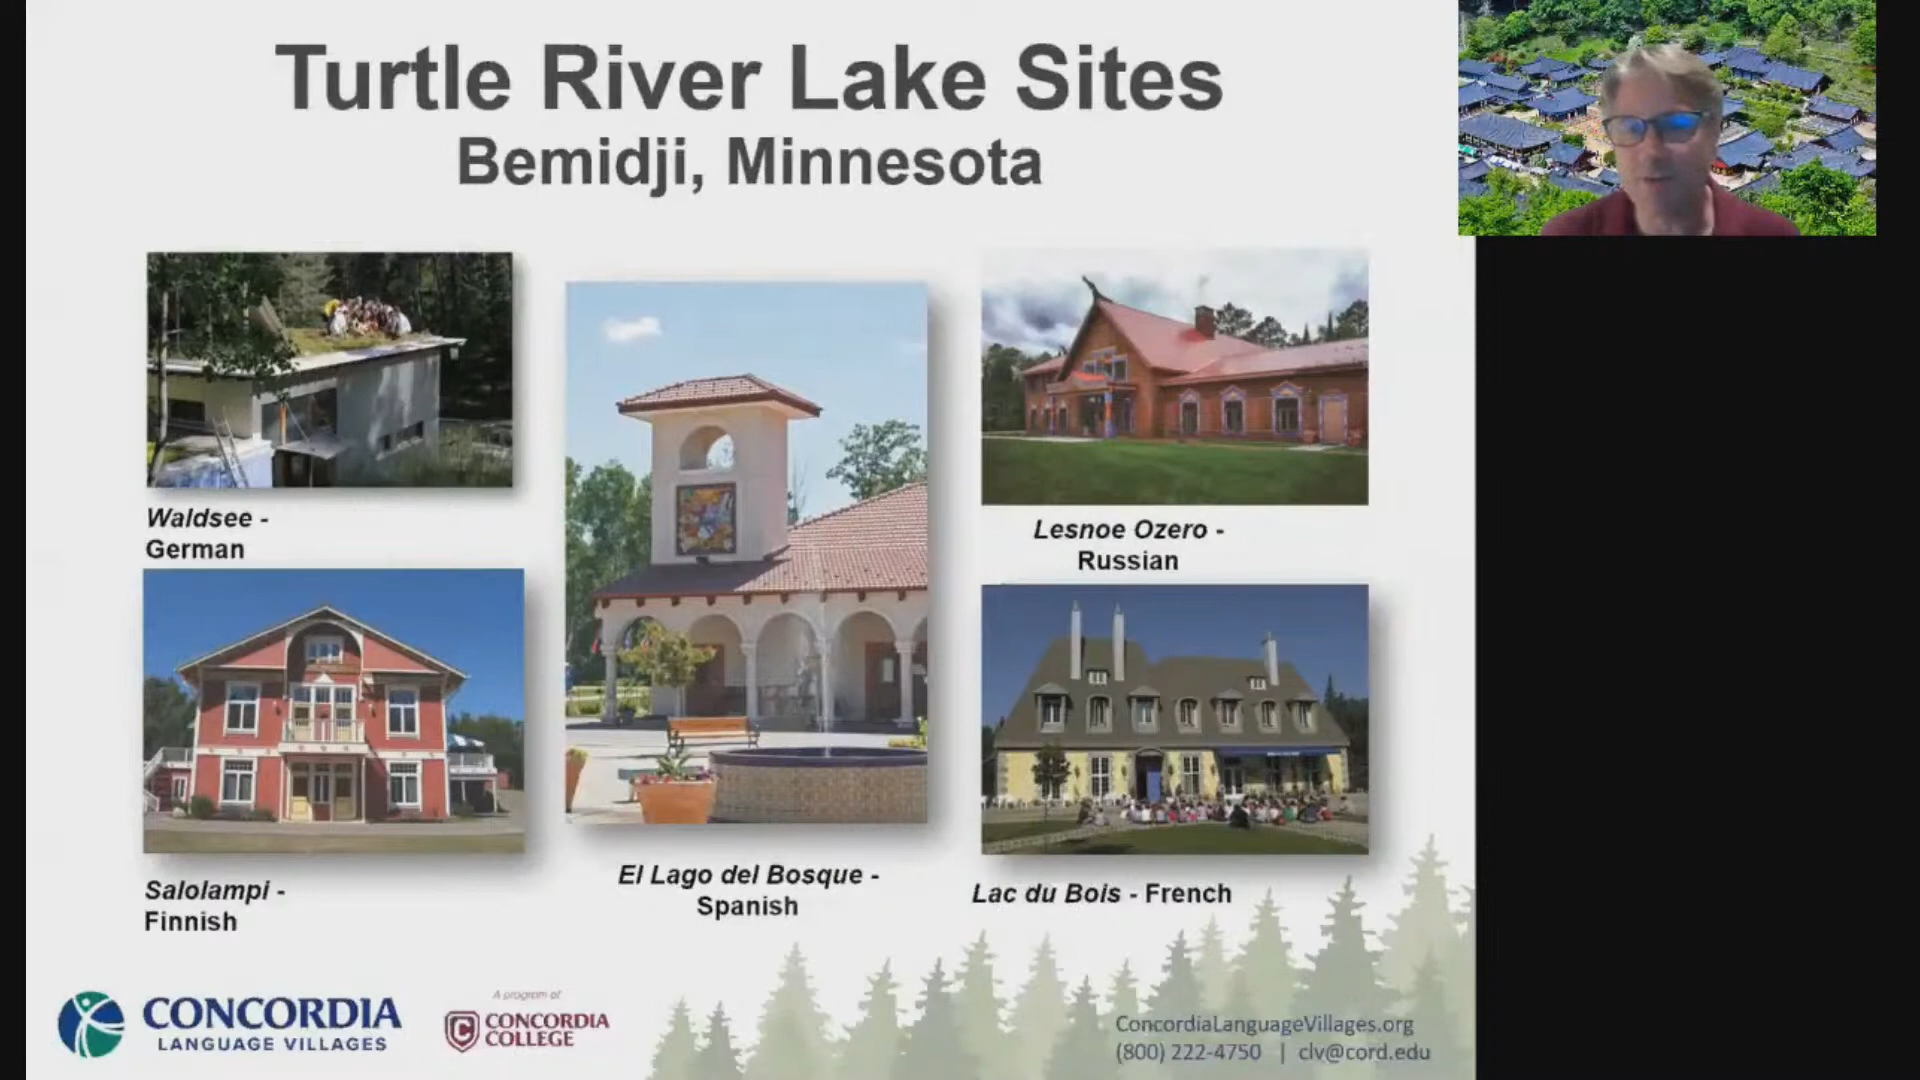 Turtle River Lake Sites
Bemidji, Minnesota
Waldsee -
German
Salolampi -
Finnish
El Lago del Bosque -
Spanish
Lesnoe Ozero -
Russian
Lac du Bois - French
CONCORDIA
LANGUAGE VILLAGES
A program of
CONCORDIA
COLLEGE
ConcordiaLanguageVillages.org
(800) 222-4750 | clv@cord.edu